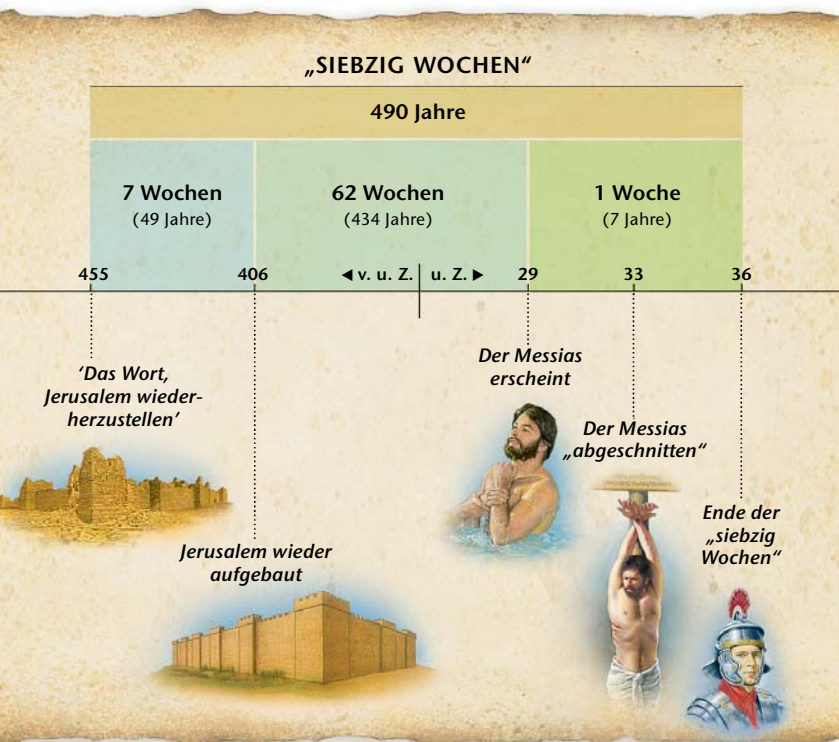 „SIEBZIG WOCHEN“
490 Jahre
7 Wochen
(49 Jahre)
62 Wochen
(434 Jahre)
1 Woche
(7 Jahre)
455
406
◄ v. u. Z.
u. Z. ►
29
33
36
‘Das Wort,
Jerusalem wieder-
herzustellen’
Jerusalem wieder
aufgebaut
Der Messias
erscheint
Der Messias
„abgeschnitten“
Ende der
„siebzig
Wochen“